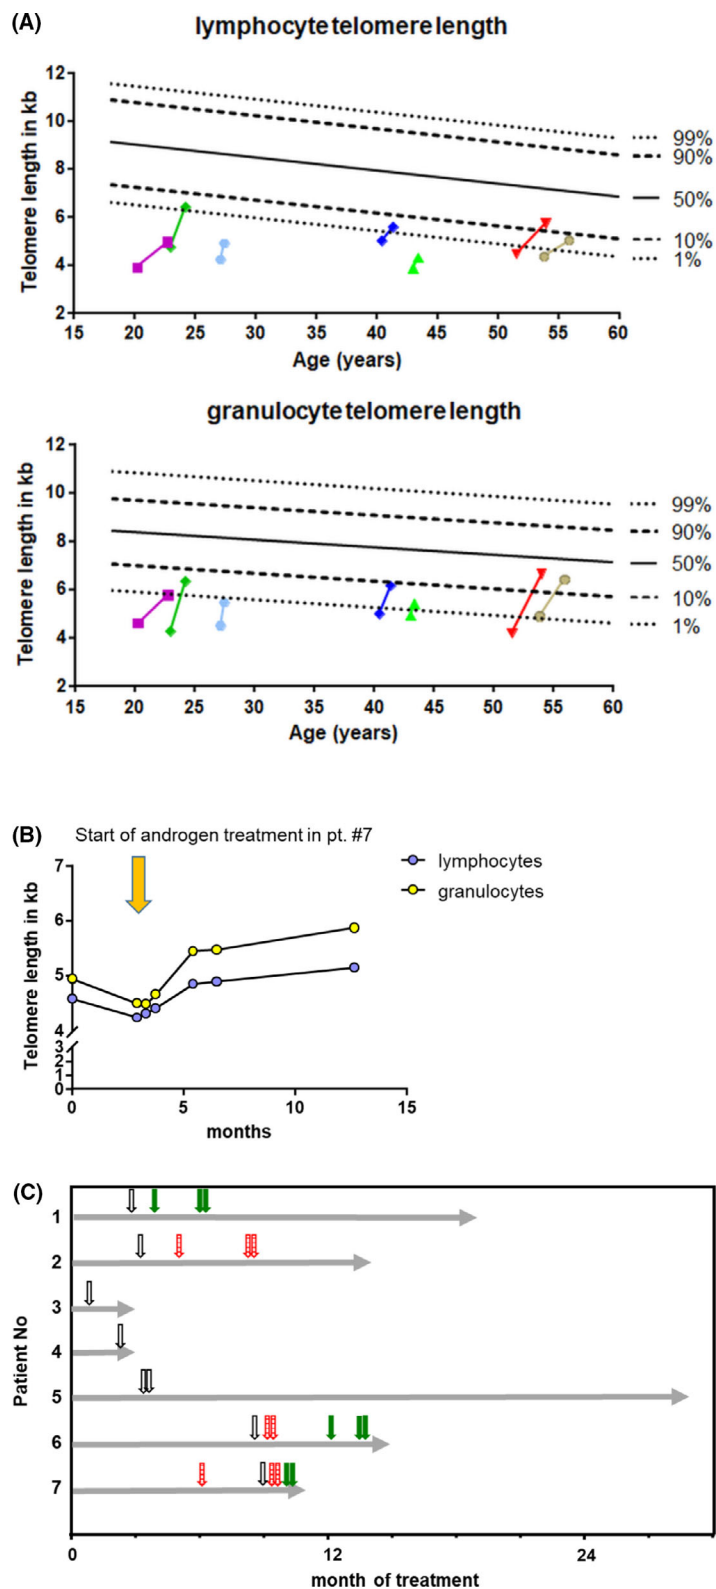 (A)
lymphocyte telomere length
12
10
8
6
4
2
Telomere length in kb
99%
90%
50%
10%
1%
15 20 25 30 35 40 45 50 55 60
Age (years)
granulocyte telomere length
12
10
8
6
4
2
Telomere length in kb
99%
90%
50%
10%
1%
15 20 25 30 35 40 45 50 55 60
Age (years)
(B)
Start of androgen treatment in pt. #7
lymphocytes
granulocytes
7
6
5
4
3
2
1
0
Telomere length in kb
0 5 10 15
months
(C)
1
2
3
4
5
6
7
Patient No
0 12 24
month of treatment